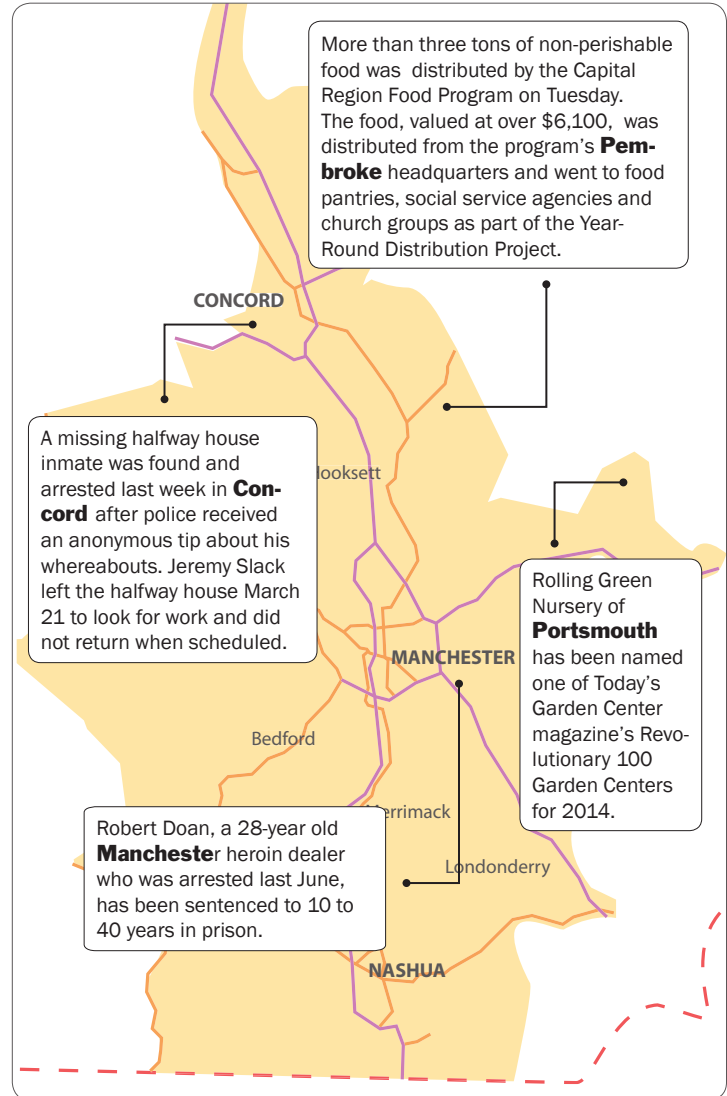 More than three tons of non-perishable
food was distributed by the Capital
Region Food Program on Tuesday.
The food, valued at over $6,100, was
distributed from the program's Pem-
broke headquarters and went to food
pantries, social service agencies and
church groups as part of the Year-
Round Distribution Project.
CONCORD
A missing halfway house
inmate was found and
arrested last week in Con-
cord after police received
an anonymous tip about his
whereabouts. Jeremy Slack
left the halfway house March
21 to look for work and did
not return when scheduled.
ooksett
Rolling Green
Nursery of
Portsmouth
has been named
one of Today's
Garden Center
magazine's Revo-
lutionary 100
Garden Centers
for 2014.
MANCHESTER
Bedford
errimack
Londonderry
Robert Doan, a 28-year old
Manchester heroin dealer
who was arrested last June,
has been sentenced to 10 to
40 years in prison.
NASHUA